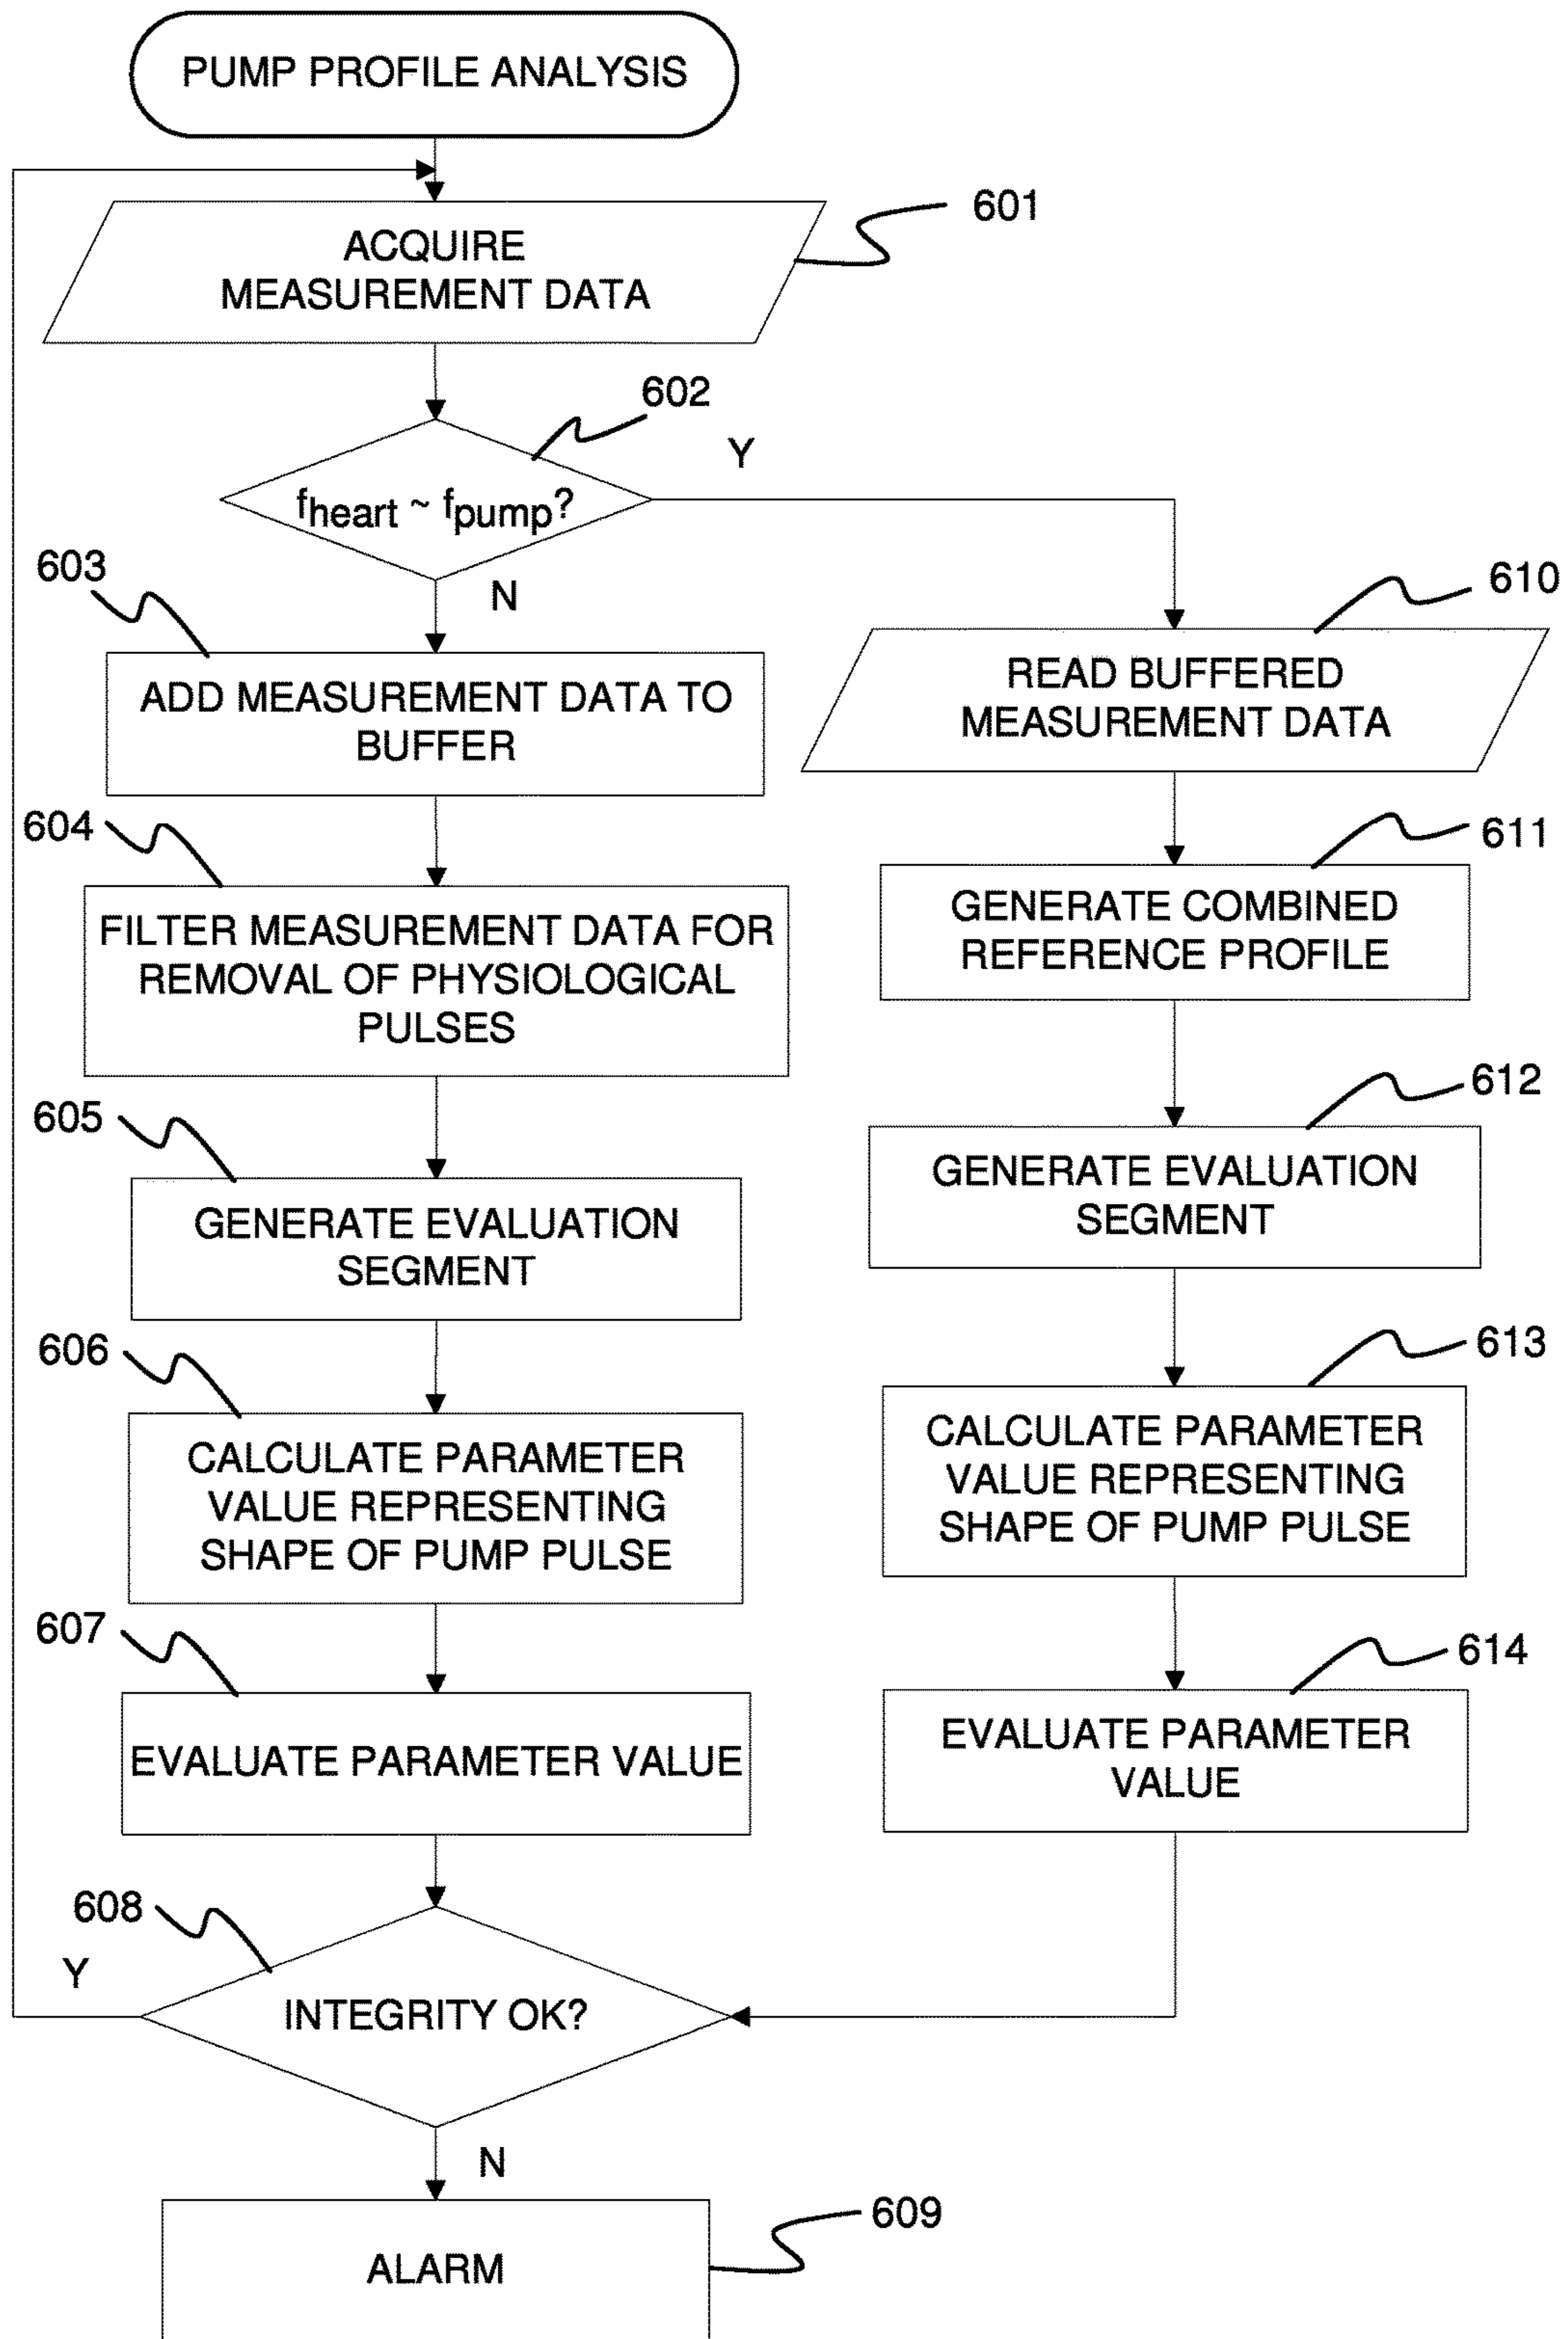 PUMP PROFILE ANALYSIS
601
ACQUIRE
MEASUREMENT DATA
602
Y
fheart ~ fpump?
N
603
ADD MEASUREMENT DATA TO
BUFFER
604
FILTER MEASUREMENT DATA FOR
REMOVAL OF PHYSIOLOGICAL
PULSES
605
GENERATE EVALUATION
SEGMENT
606
CALCULATE PARAMETER
VALUE REPRESENTING
SHAPE OF PUMP PULSE
607
EVALUATE PARAMETER VALUE
610
READ BUFFERED
MEASUREMENT DATA
611
GENERATE COMBINED
REFERENCE PROFILE
612
GENERATE EVALUATION
SEGMENT
613
CALCULATE PARAMETER
VALUE REPRESENTING
SHAPE OF PUMP PULSE
614
EVALUATE PARAMETER
VALUE
608
Y
INTEGRITY OK?
N
609
ALARM